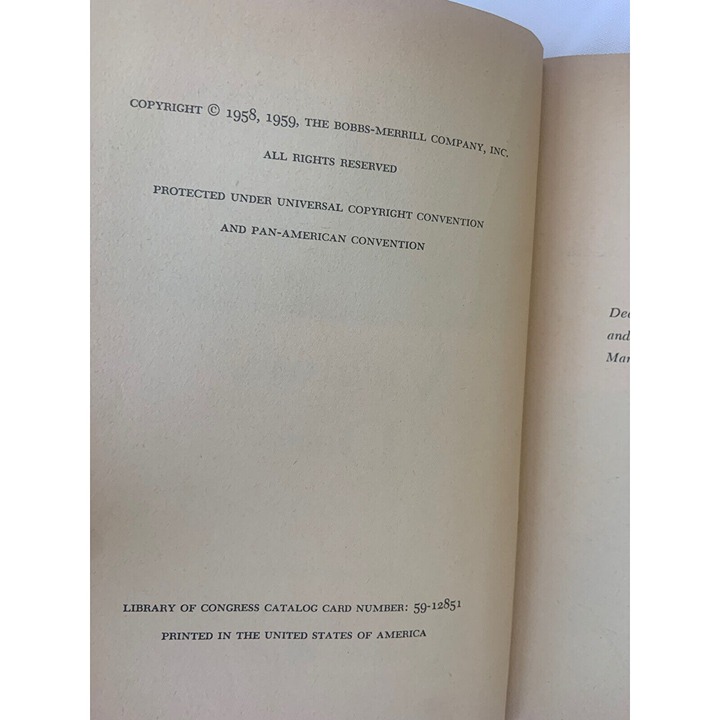 COPYRIGHT © 1958, 1959, THE BOBBS-MERRILL COMPANY, INC.
ALL RIGHTS RESERVED
PROTECTED UNDER UNIVERSAL COPYRIGHT CONVENTION
AND PAN-AMERICAN CONVENTION
LIBRARY OF CONGRESS CATALOG CARD NUMBER: 59-12851
PRINTED IN THE UNITED STATES OF AMERICA
and